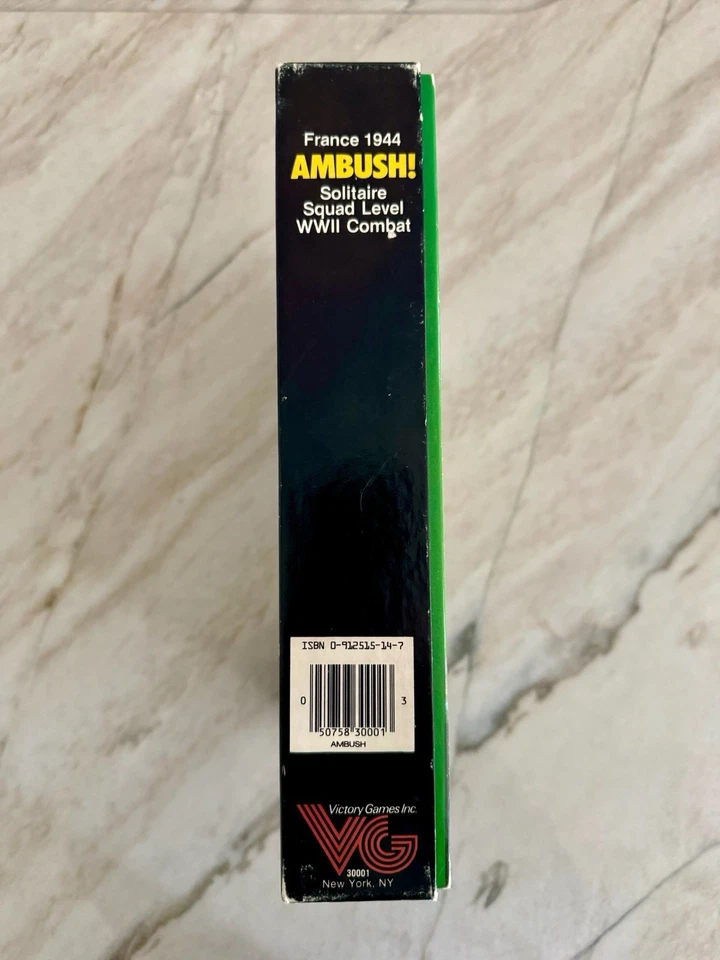 France 1944
AMBUSH!
Solitaire
Squad Level
WWII Combat
ISBN 0-912515-14-7
0 50758 30001 3
AMBUSH
Victory Games Inc.
VG
30001
New York, NY